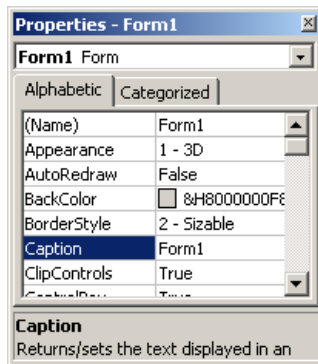 Properties - Form1
Form1 Form
Alphabetic Categorized
(Name) Form1
Appearance 1 - 3D
AutoRedraw False
BackColor &H8000000F&
BorderStyle 2 - Sizable
Caption Form1
ClipControls True
Caption
Returns/sets the text displayed in an